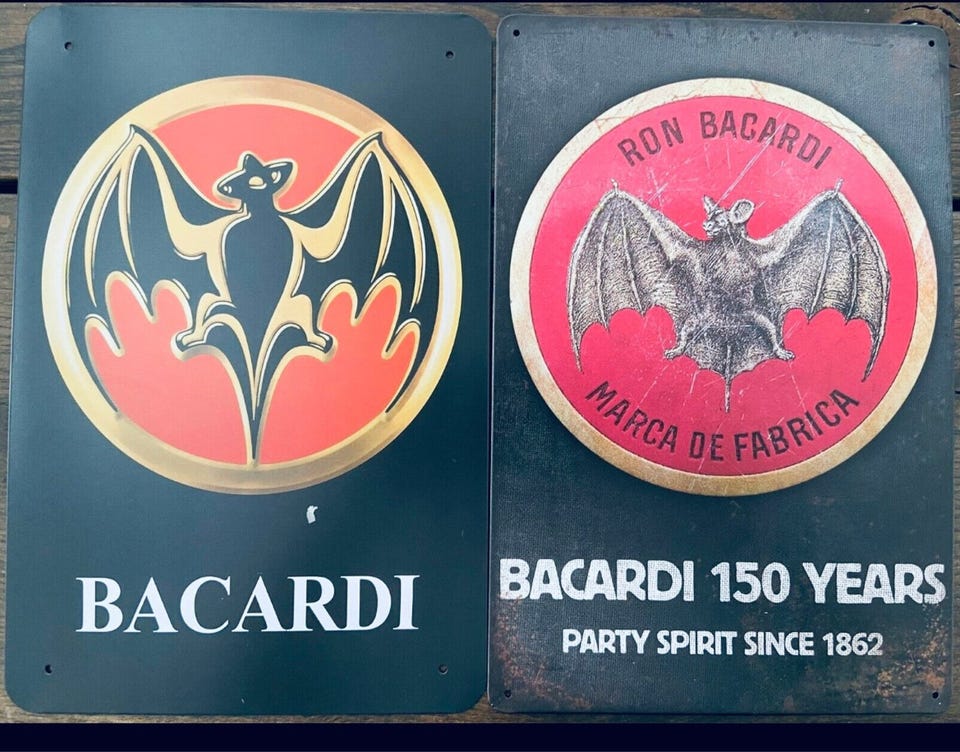 BACARDI
RON BACARDI
MARCA DE FABRICA
BACARDI 150 YEARS
PARTY SPIRIT SINCE 1862